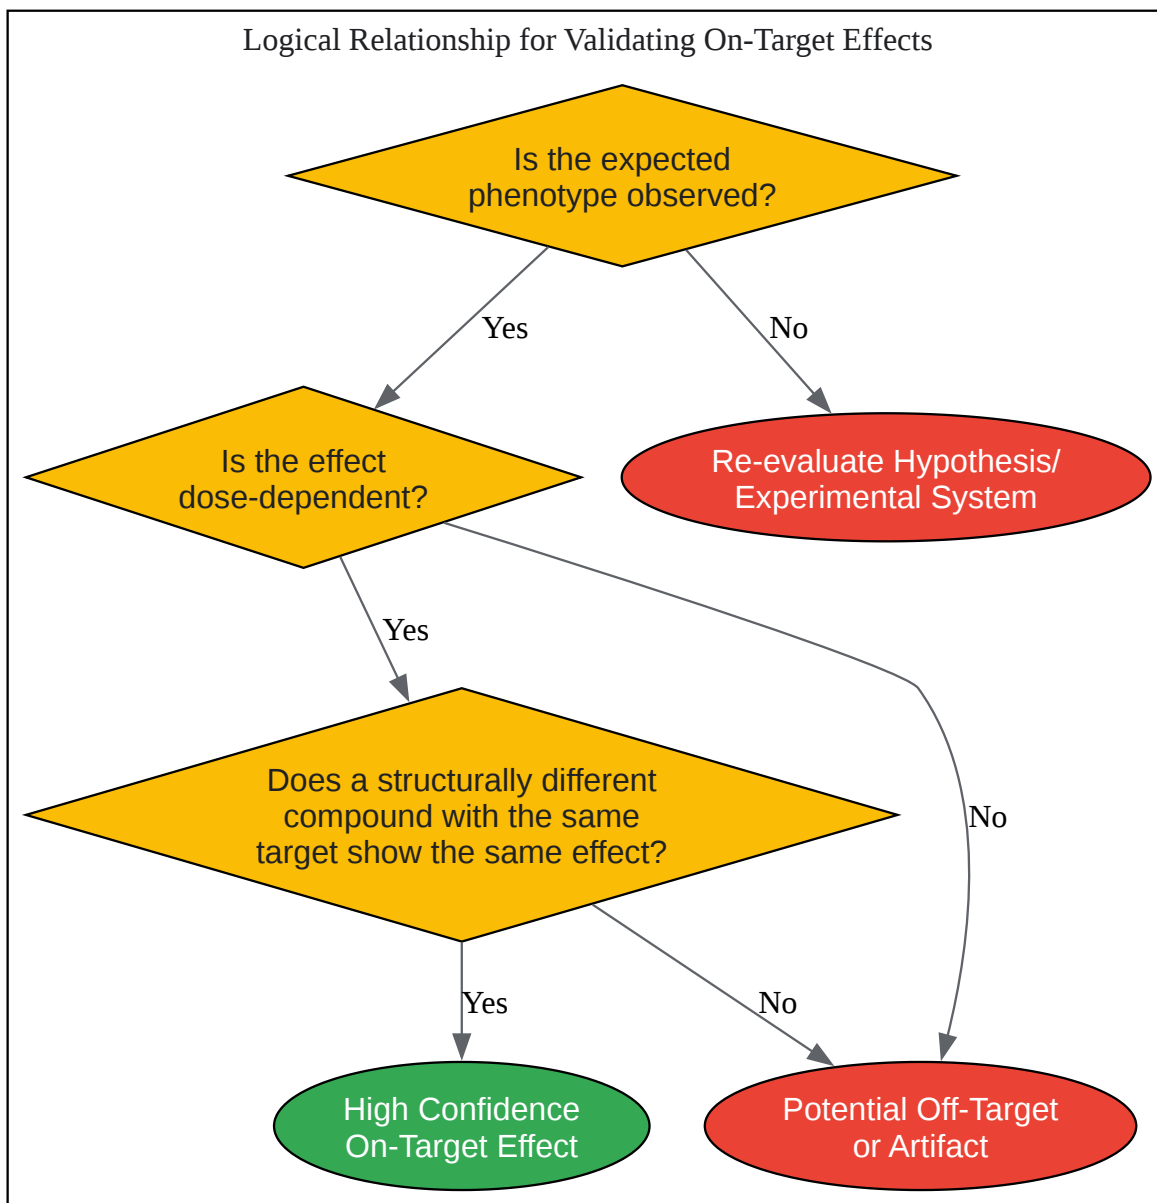 Logical Relationship for Validating On-Target Effects
Is the expected
phenotype observed?
Yes
No
Is the effect
dose-dependent?
Re-evaluate Hypothesis/
Experimental System
Yes
Does a structurally different
compound with the same
target show the same effect?
No
Yes
No
High Confidence
On-Target Effect
Potential Off-Target
or Artifact